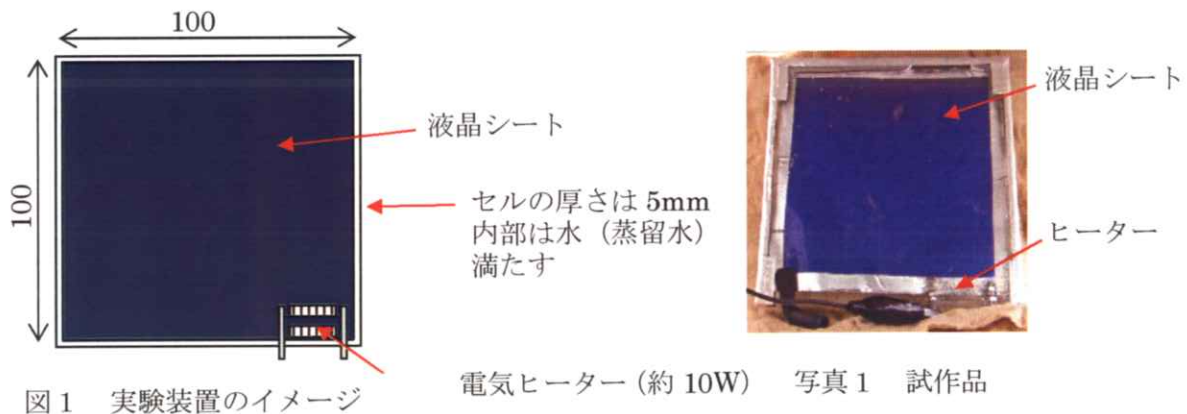 100
100
液晶シート
セルの厚さは 5mm
内部は水（蒸留水）
満たす
電気ヒーター（約 10W）
図1　実験装置のイメージ
液晶シート
ヒーター
写真1　試作品